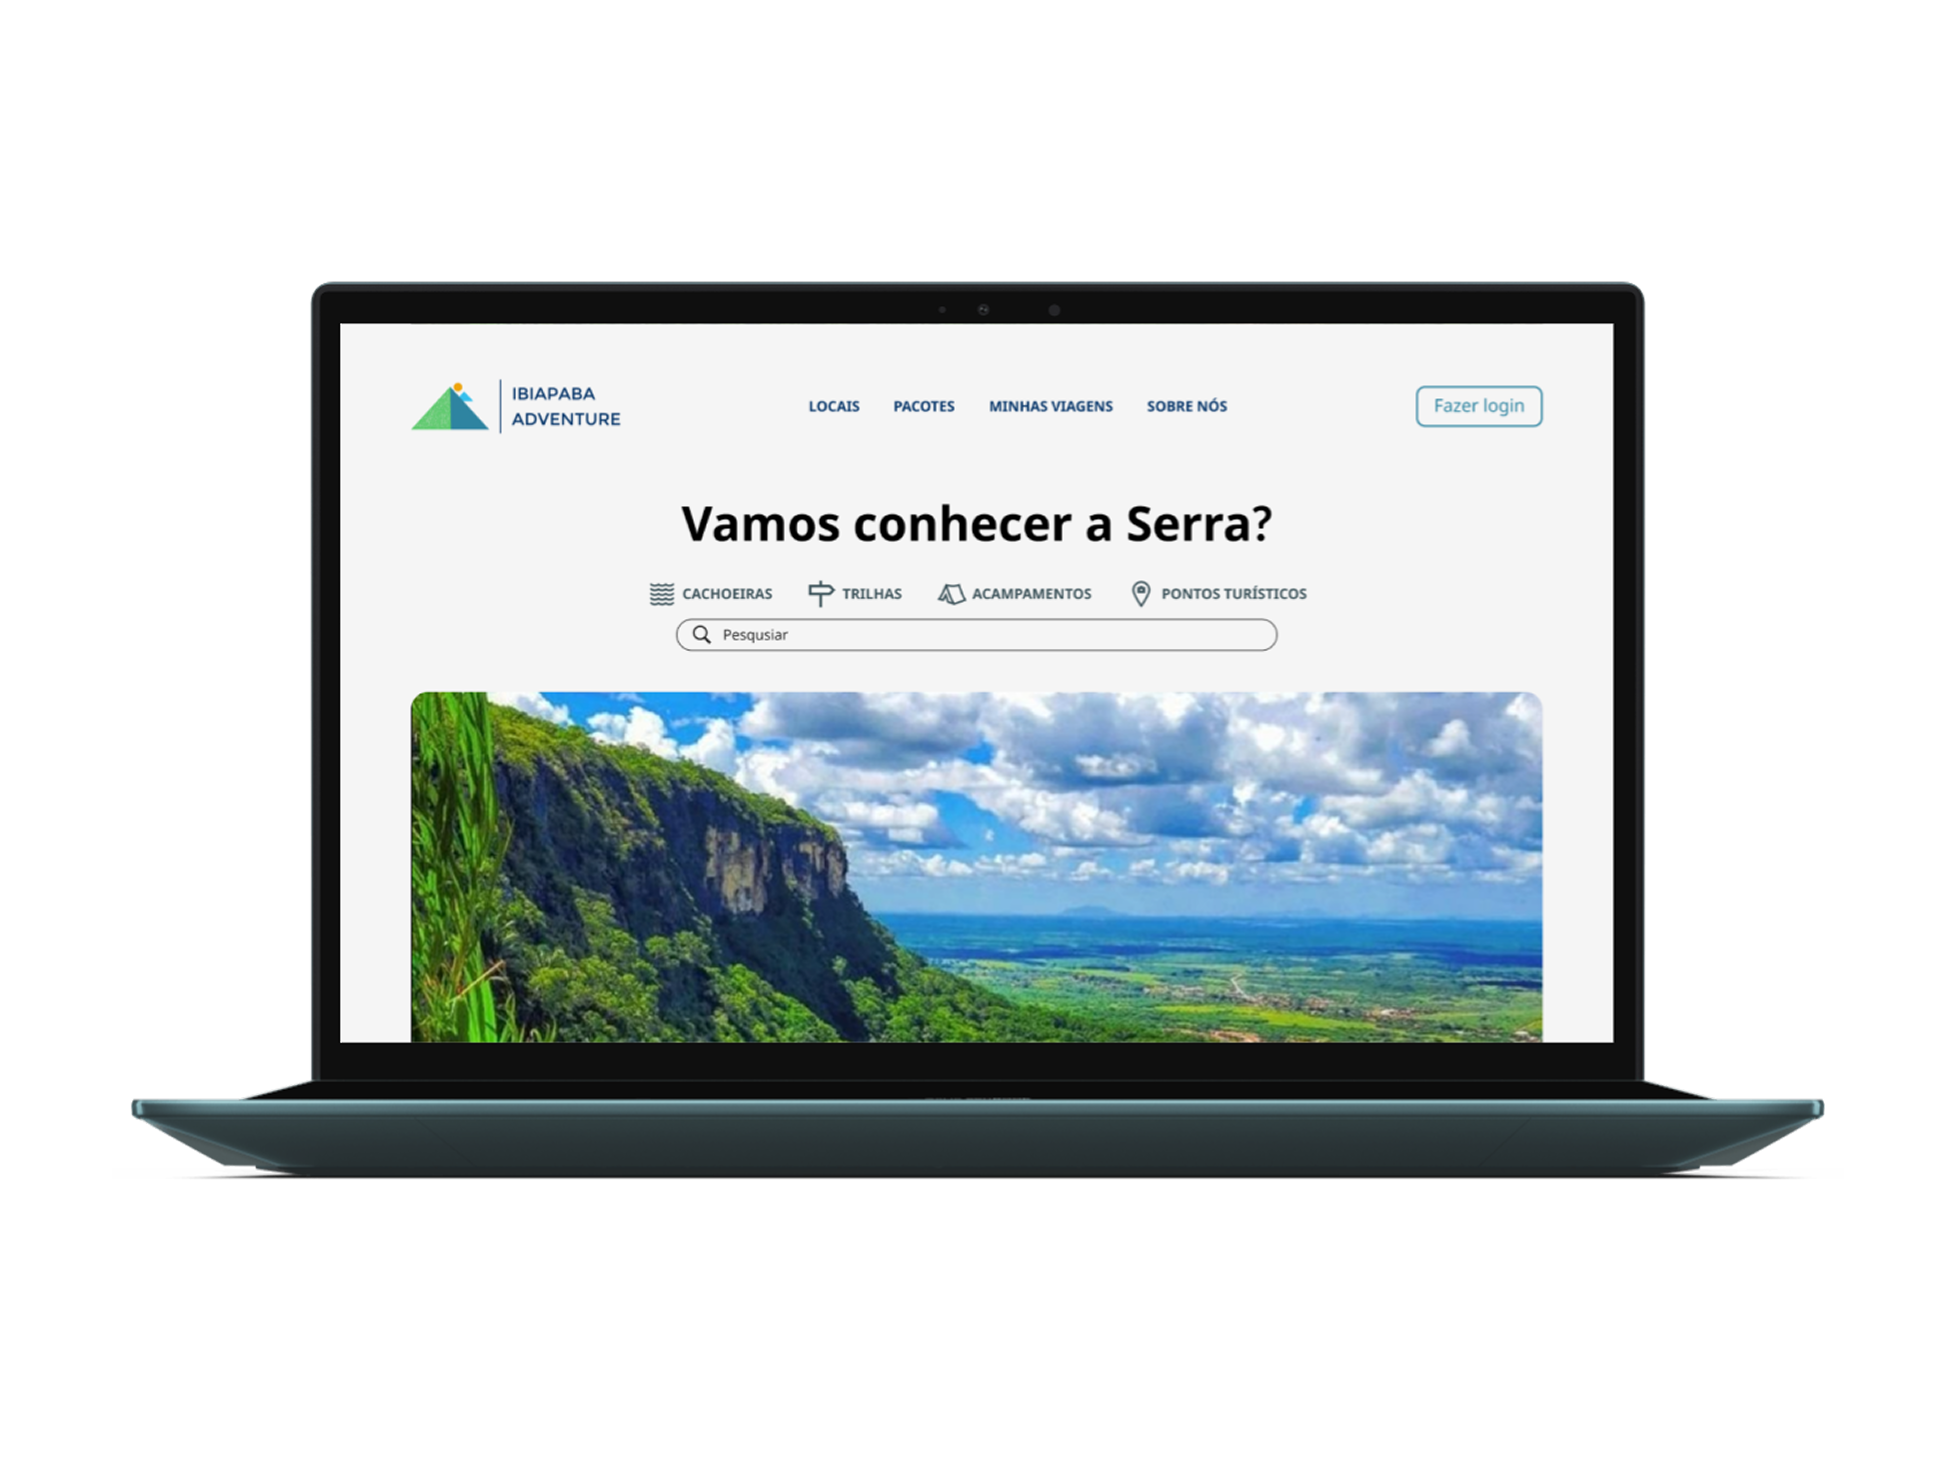 IBIAPABA
ADVENTURE
LOCAIS PACOTES MINHAS VIAGENS SOBRE NÓS
Fazer login
Vamos conhecer a Serra?
CACHOEIRAS TRILHAS ACAMPAMENTOS PONTOS TURÍSTICOS
Pesqusiar